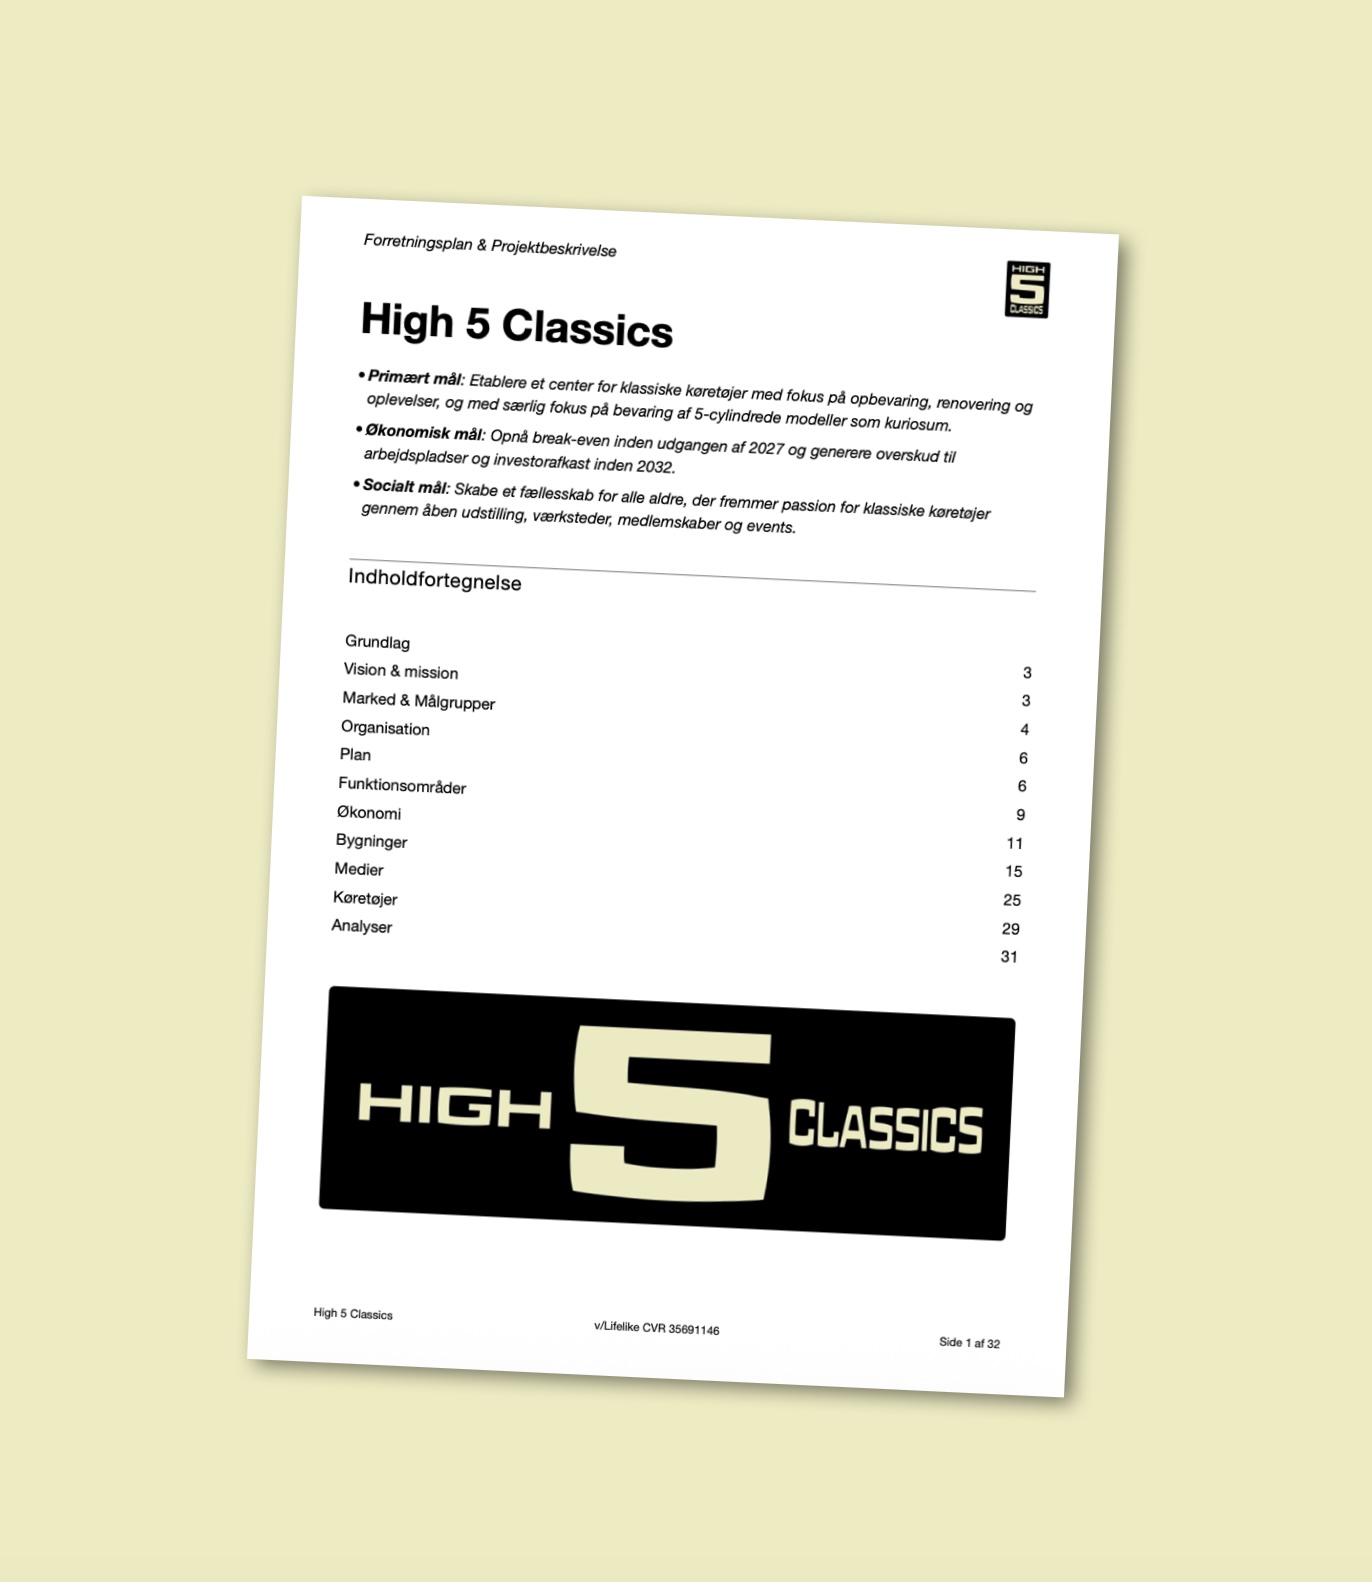 Forretningsplan & Projektbeskrivelse
HIGH
5
CLASSICS
High 5 Classics
• Primært mål: Etablere et center for klassiske køretøjer med fokus på opbevaring, renovering og
oplevelser, og med særlig fokus på bevaring af 5-cylindrede modeller som kuriosum.
• Økonomisk mål: Opnå break-even inden udgangen af 2027 og generere overskud til
arbejdspladser og investorafkast inden 2032.
• Socialt mål: Skabe et fællesskab for alle aldre, der fremmer passion for klassiske køretøjer
gennem åben udstilling, værksteder, medlemskaber og events.
Indholdfortegnelse
Grundlag 3
Vision & mission 3
Marked & Målgrupper 4
Organisation 6
Plan 6
Funktionsområder 9
Økonomi 11
Bygninger 15
Medier 25
Køretøjer 29
Analyser 31
HIGH 5 CLASSICS
High 5 Classics v/Lifelike CVR 35691146 Side 1 af 32